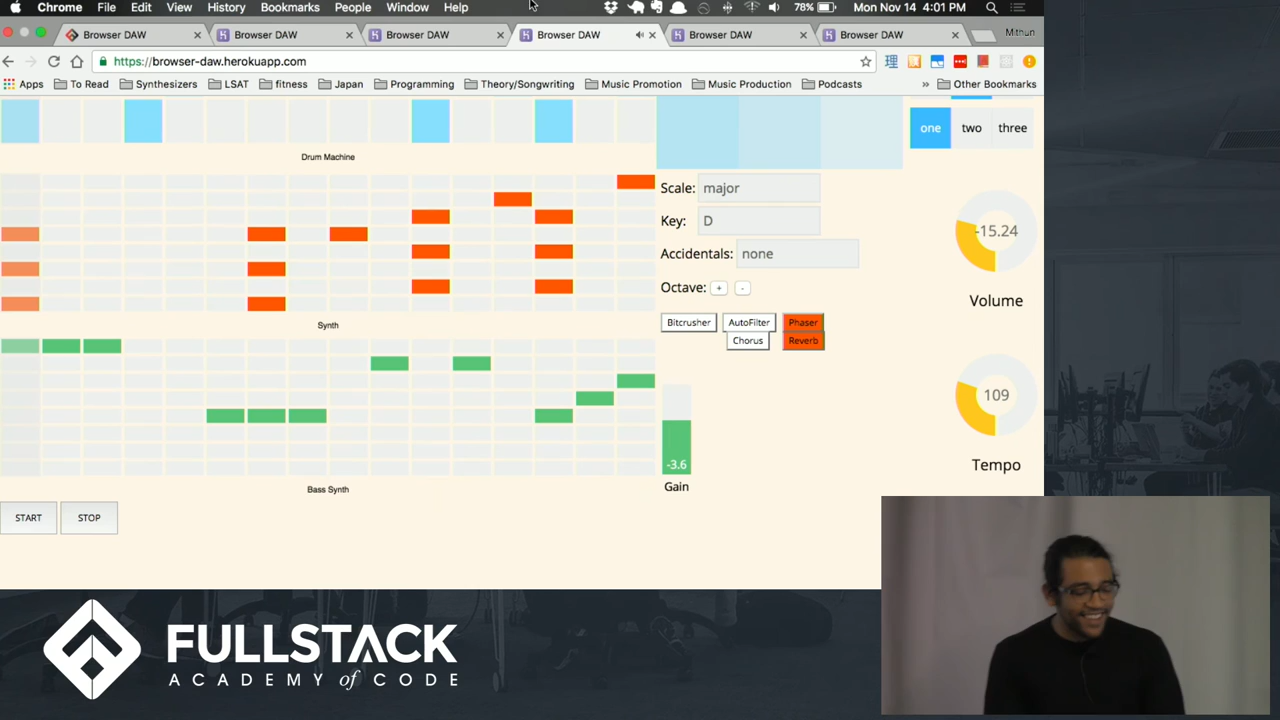 Chrome File Edit View History Bookmarks People Window Help 78% Mon Nov 14 4:01 PM
Browser DAW Browser DAW Browser DAW Browser DAW Browser DAW Browser DAW Mithun
https://browser-daw.herokuapp.com
Apps To Read Synthesizers LSAT fitness Japan Programming Theory/Songwriting Music Promotion Music Production Podcasts » Other Bookmarks
one two three
Drum Machine
Scale: major
Key: D
Accidentals: none
Octave: + -
Bitcrusher AutoFilter Phaser
Chorus Reverb
-15.24
Volume
Synth
109
Tempo
-3.6
Gain
Bass Synth
START STOP
FULLSTACK
ACADEMY of CODE